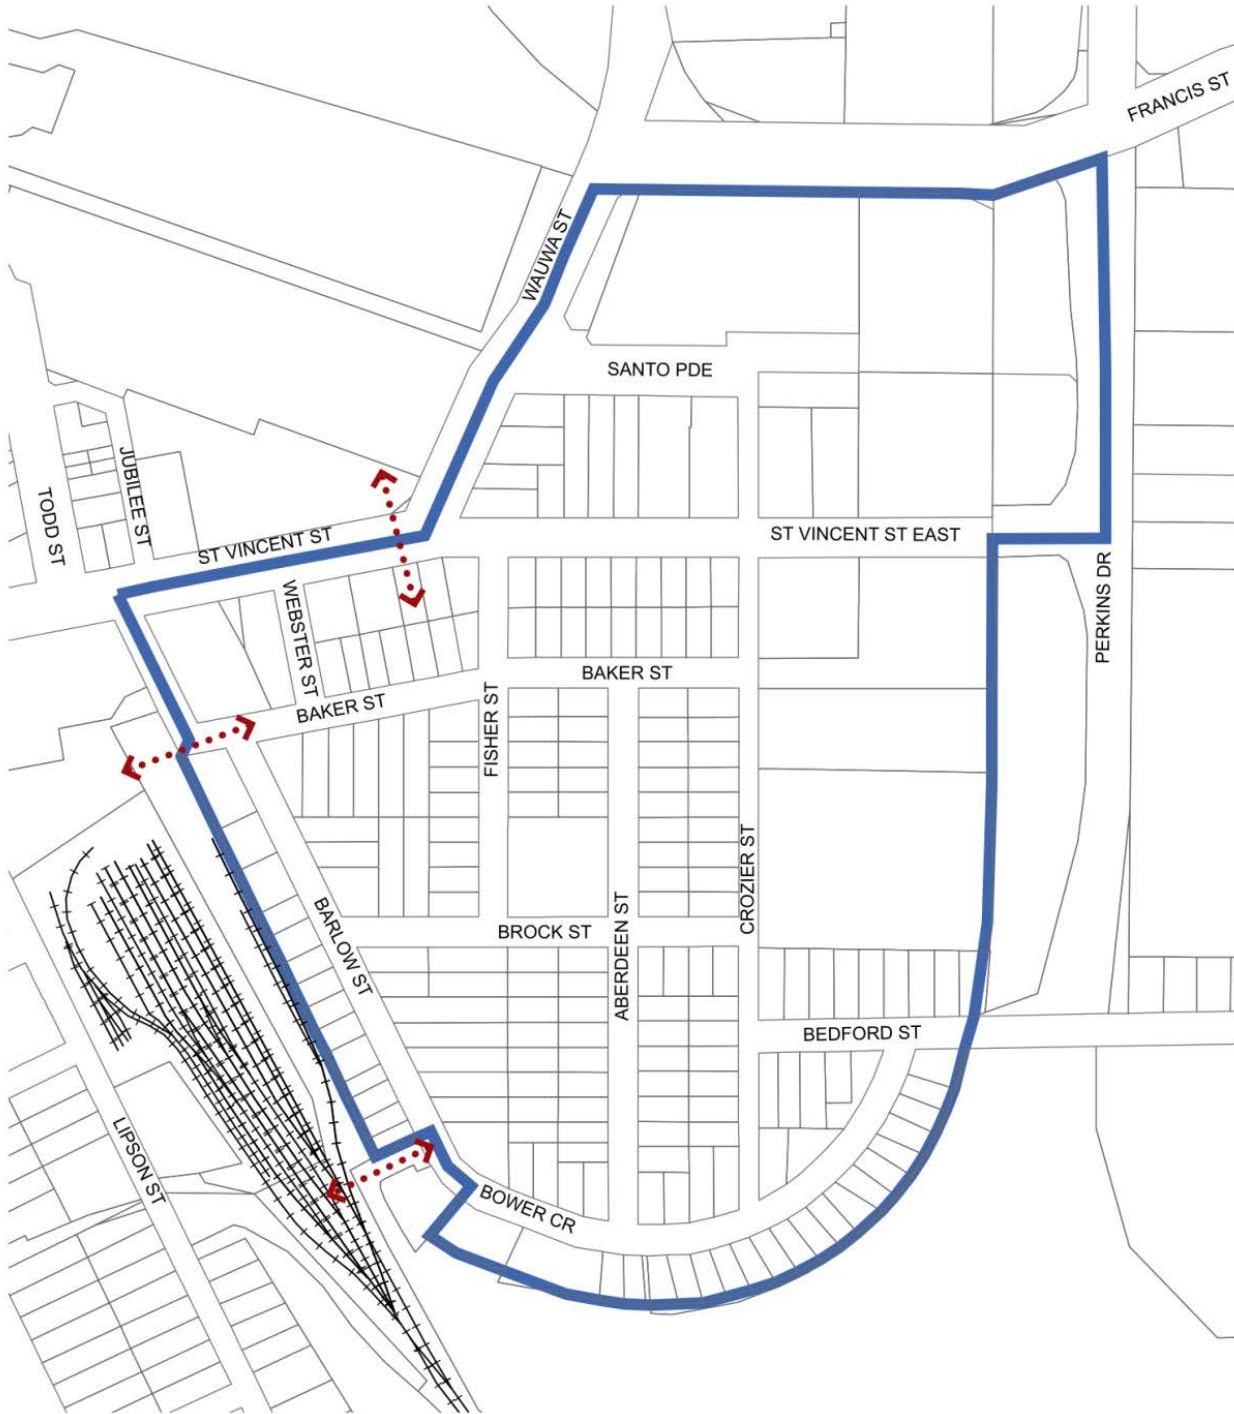 FRANCIS ST
WAUWA ST
SANTO PDE
JUBILEE ST
TODD ST
ST VINCENT ST
ST VINCENT ST EAST
WEBSTER ST
PERKINS DR
BAKER ST
BAKER ST
FISHER ST
CROZIER ST
BARLOW ST
BROCK ST
ABERDEEN ST
BEDFORD ST
LIPSON ST
BOWER CR